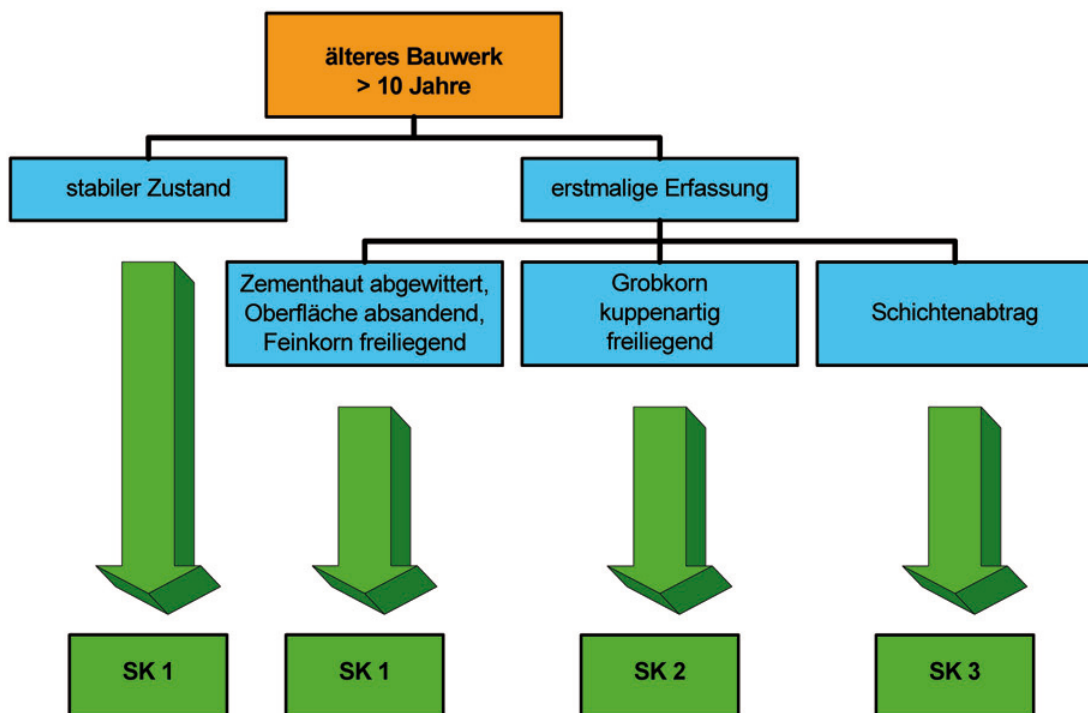 älteres Bauwerk
> 10 Jahre
stabiler Zustand
erstmalige Erfassung
Zementhaut abgewittert,
Oberfläche absandend,
Feinkorn freiliegend
Grobkorn
kuppenartig
freiliegend
Schichtenabtrag
SK 1
SK 1
SK 2
SK 3